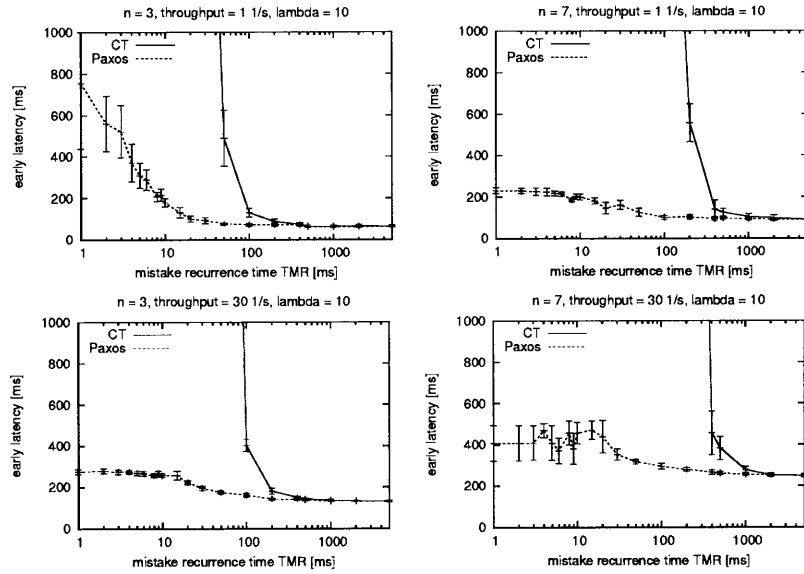 n = 3, throughput = 1 1/s, lambda = 10
CT
Paxos
early latency [ms]
1000
800
600
400
200
0
1 10 100 1000
mistake recurrence time TMR [ms]
n = 7, throughput = 1 1/s, lambda = 10
CT
Paxos
early latency [ms]
1000
800
600
400
200
0
1 10 100 1000
mistake recurrence time TMR [ms]
n = 3, throughput = 30 1/s, lambda = 10
CT
Paxos
early latency [ms]
1000
800
600
400
200
0
1 10 100 1000
mistake recurrence time TMR [ms]
n = 7, throughput = 30 1/s, lambda = 10
CT
Paxos
early latency [ms]
1000
800
600
400
200
0
1 10 100 1000
mistake recurrence time TMR [ms]